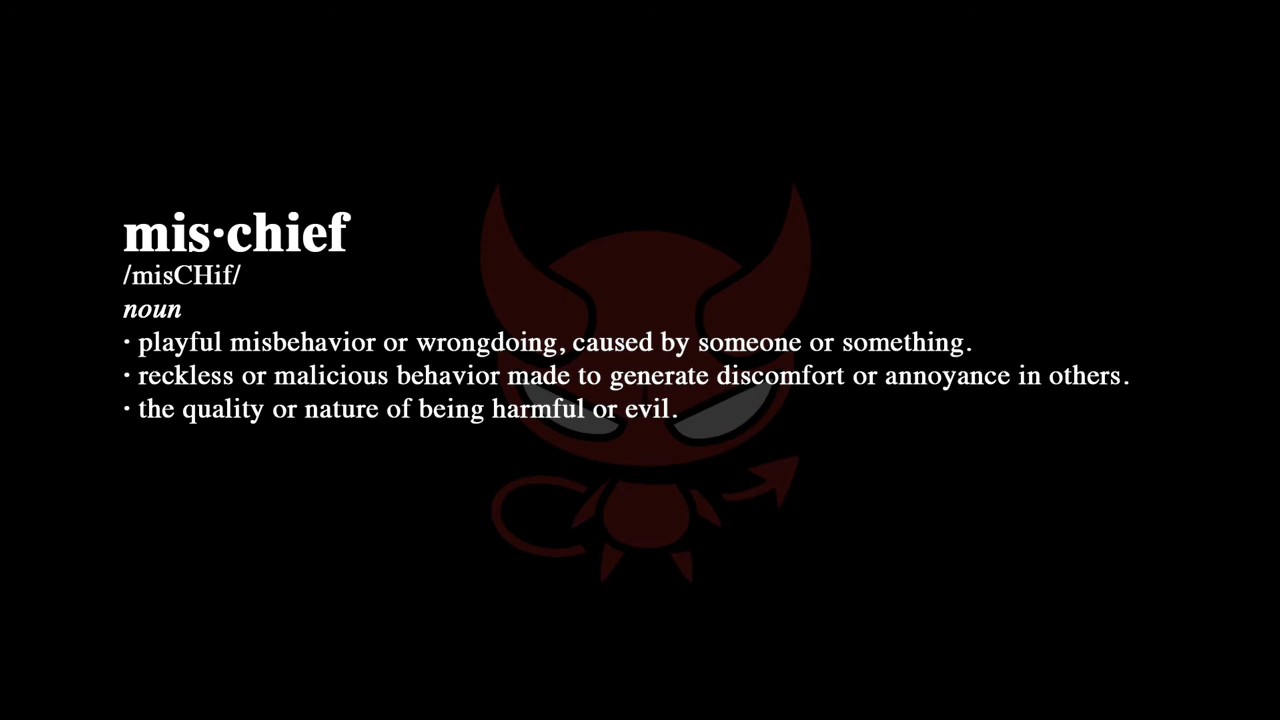 mis·chief
/misCHif/
noun
· playful misbehavior or wrongdoing, caused by someone or something.
· reckless or malicious behavior made to generate discomfort or annoyance in others.
· the quality or nature of being harmful or evil.